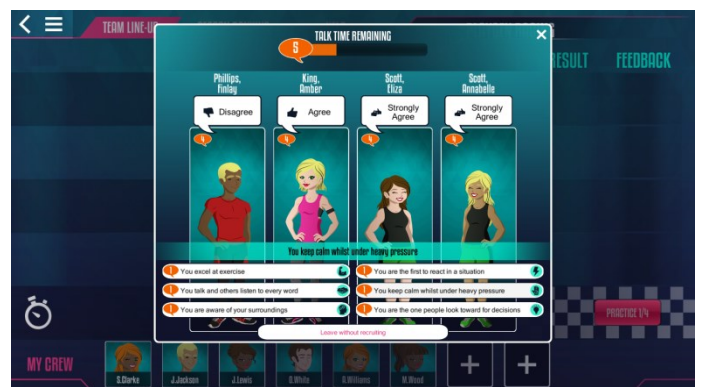 TEAM LINE-U
TALK TIME REMAINING
5
RESULT
FEEDBACK
Phillips,
Finlay
King,
Amber
Scott,
Eliza
Scott,
Annabelle
Disagree
Agree
Strongly
Agree
Strongly
Agree
4
4
4
4
You keep calm whilst under heavy pressure
You excel at exercise
You are the first to react in a situation
You talk and others listen to every word
You keep calm whilst under heavy pressure
You are aware of your surroundings
You are the one people look toward for decisions
Leave without recruiting
PRACTICE 1/4
MY CREW
S.Clarke
J.Jackson
J.Lewis
O.White
R.Williams
M.Wood